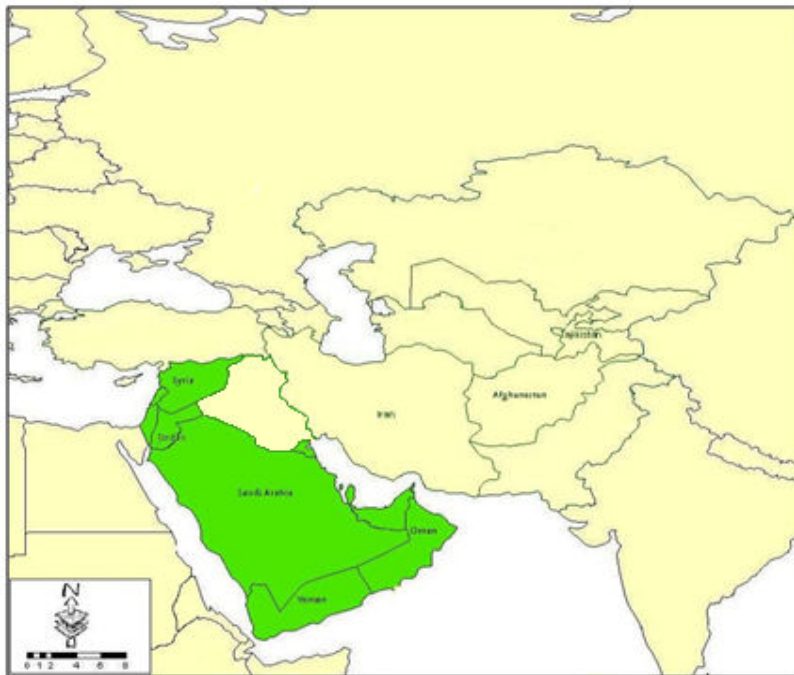 Tajikistan
Syria
Afghanistan
Iran
Jordan
Saudi Arabia
Oman
Yemen
N
0 1 2 4 6 8